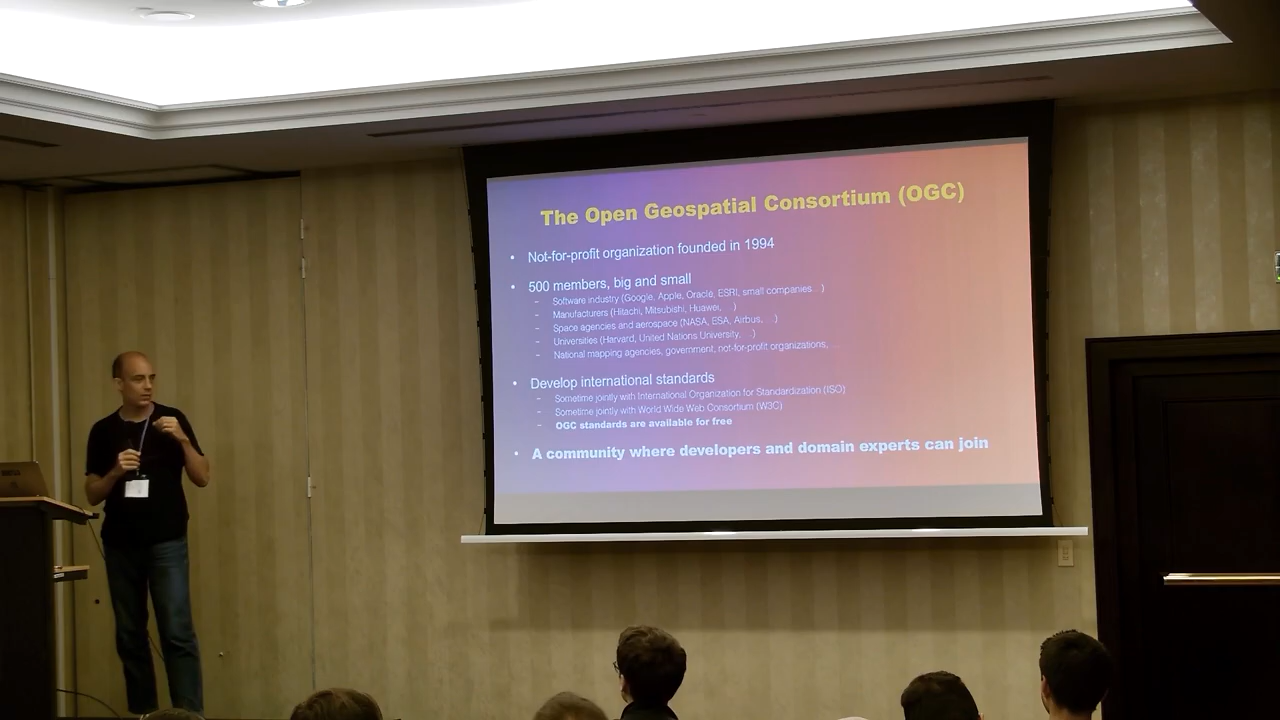 The Open Geospatial Consortium (OGC)
• Not-for-profit organization founded in 1994
• 500 members, big and small
– Software industry (Google, Apple, Oracle, ESRI, small companies…)
– Manufacturers (Hitachi, Mitsubishi, Huawei, …)
– Space agencies and aerospace (NASA, ESA, Airbus, …)
– Universities (Harvard, United Nations University, …)
– National mapping agencies, government, not-for-profit organizations, …
• Develop international standards
– Sometime jointly with International Organization for Standardization (ISO)
– Sometime jointly with World Wide Web Consortium (W3C)
– OGC standards are available for free
• A community where developers and domain experts can join